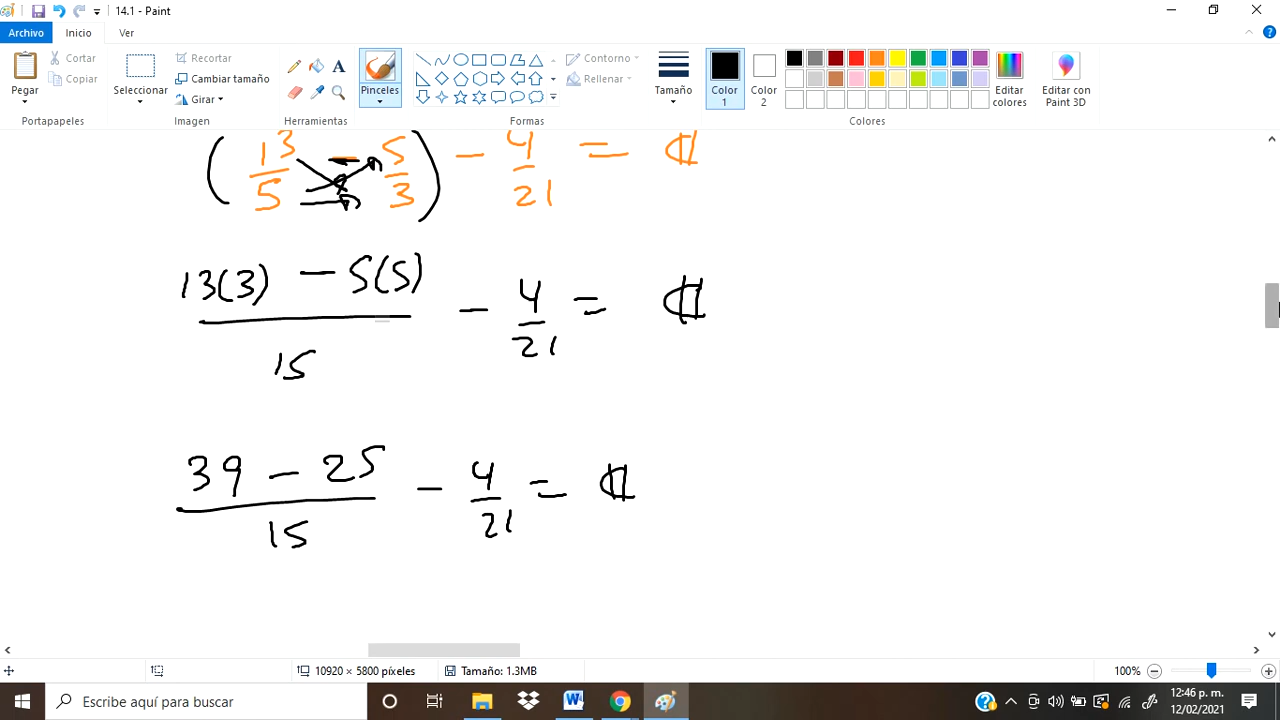 14.1 - Paint
Archivo Inicio Ver
Pegar Cortar Copiar Seleccionar Recortar Cambiar tamaño Girar Pinceles Contorno Rellenar Tamaño Color 1 Color 2 Editar colores Editar con Paint 3D
Portapapeles Imagen Herramientas Formas Colores
(13/5 - 5/3) - 4/21 = ₡
(13(3) - 5(5))/15 - 4/21 = ₡
(39 - 25)/15 - 4/21 = ₡
10920 × 5800 píxeles Tamaño: 1.3MB 100%
Escribe aquí para buscar 12:46 p. m.
12/02/2021